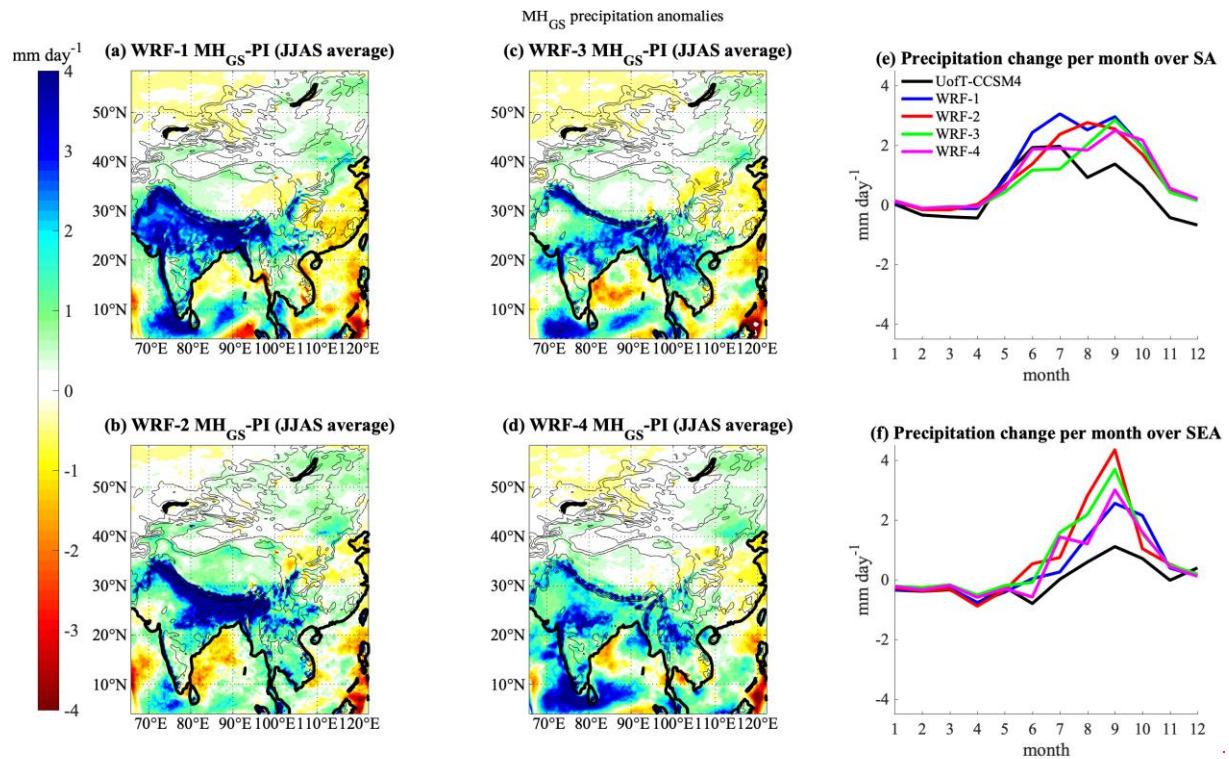 MH_GS precipitation anomalies
mm day^-1
4
3
2
1
0
-1
-2
-3
-4
(a) WRF-1 MH_GS-PI (JJAS average)
50°N
40°N
30°N
20°N
10°N
70°E 80°E 90°E 100°E 110°E 120°E
(c) WRF-3 MH_GS-PI (JJAS average)
50°N
40°N
30°N
20°N
10°N
70°E 80°E 90°E 100°E 110°E 120°E
(e) Precipitation change per month over SA
UofT-CCSM4
WRF-1
WRF-2
WRF-3
WRF-4
mm day^-1
4
2
0
-2
-4
1 2 3 4 5 6 7 8 9 10 11 12
month
(b) WRF-2 MH_GS-PI (JJAS average)
50°N
40°N
30°N
20°N
10°N
70°E 80°E 90°E 100°E 110°E 120°E
(d) WRF-4 MH_GS-PI (JJAS average)
50°N
40°N
30°N
20°N
10°N
70°E 80°E 90°E 100°E 110°E 120°E
(f) Precipitation change per month over SEA
mm day^-1
4
2
0
-2
-4
1 2 3 4 5 6 7 8 9 10 11 12
month